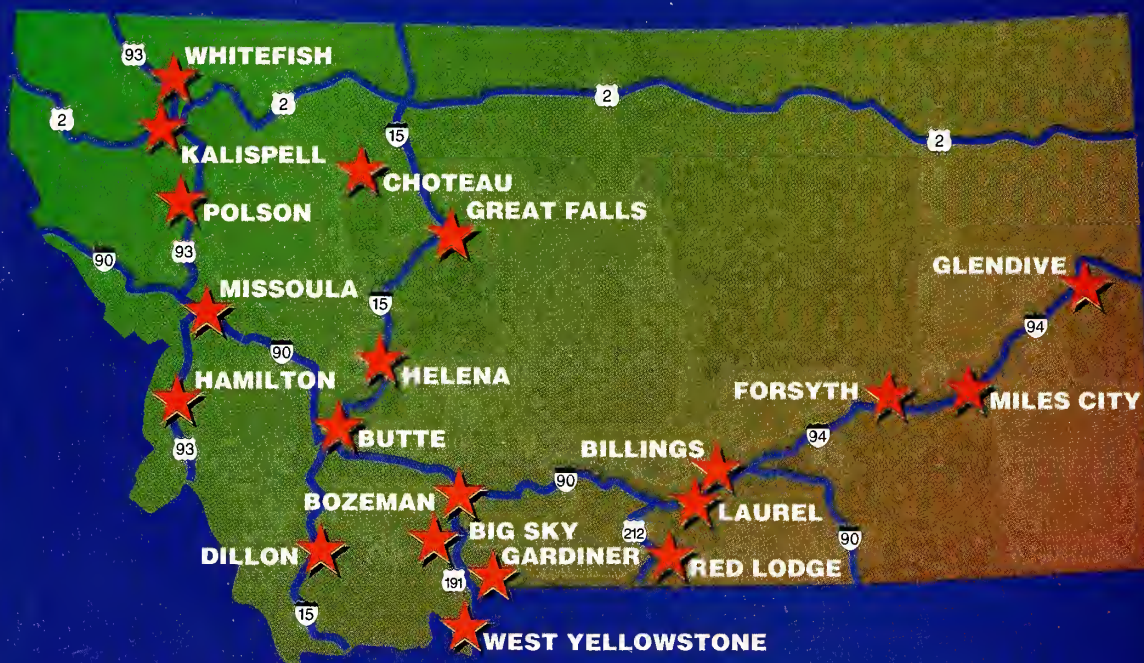 93
WHITEFISH
2
2
2
15
2
KALISPELL
CHOTEAU
POLSON
GREAT FALLS
93
90
GLENDIVE
MISSOULA
15
94
90
HELENA
HAMILTON
FORSYTH
MILES CITY
BUTTE
94
93
BILLINGS
90
BOZEMAN
LAUREL
BIG SKY
212
90
DILLON
GARDINER
RED LODGE
191
15
WEST YELLOWSTONE